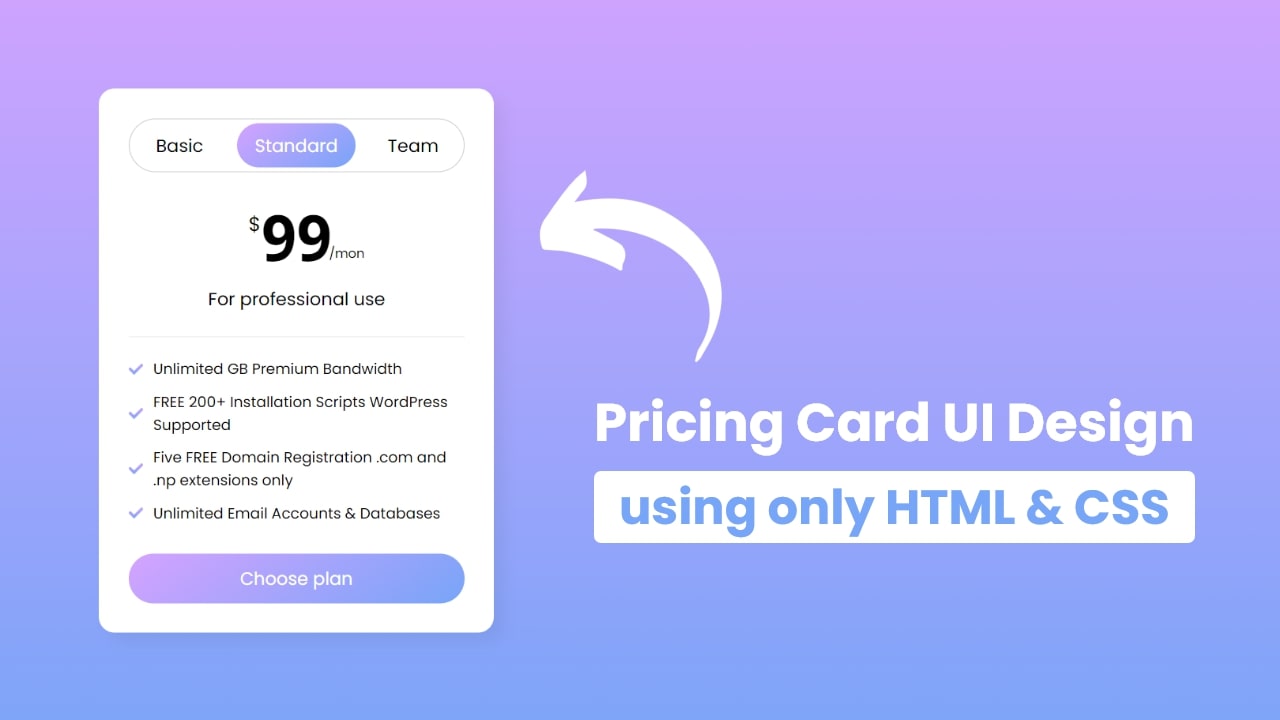 Basic Standard Team
$99/mon
For professional use
Unlimited GB Premium Bandwidth
FREE 200+ Installation Scripts WordPress
Supported
Five FREE Domain Registration .com and
.np extensions only
Unlimited Email Accounts & Databases
Choose plan
Pricing Card UI Design
using only HTML & CSS